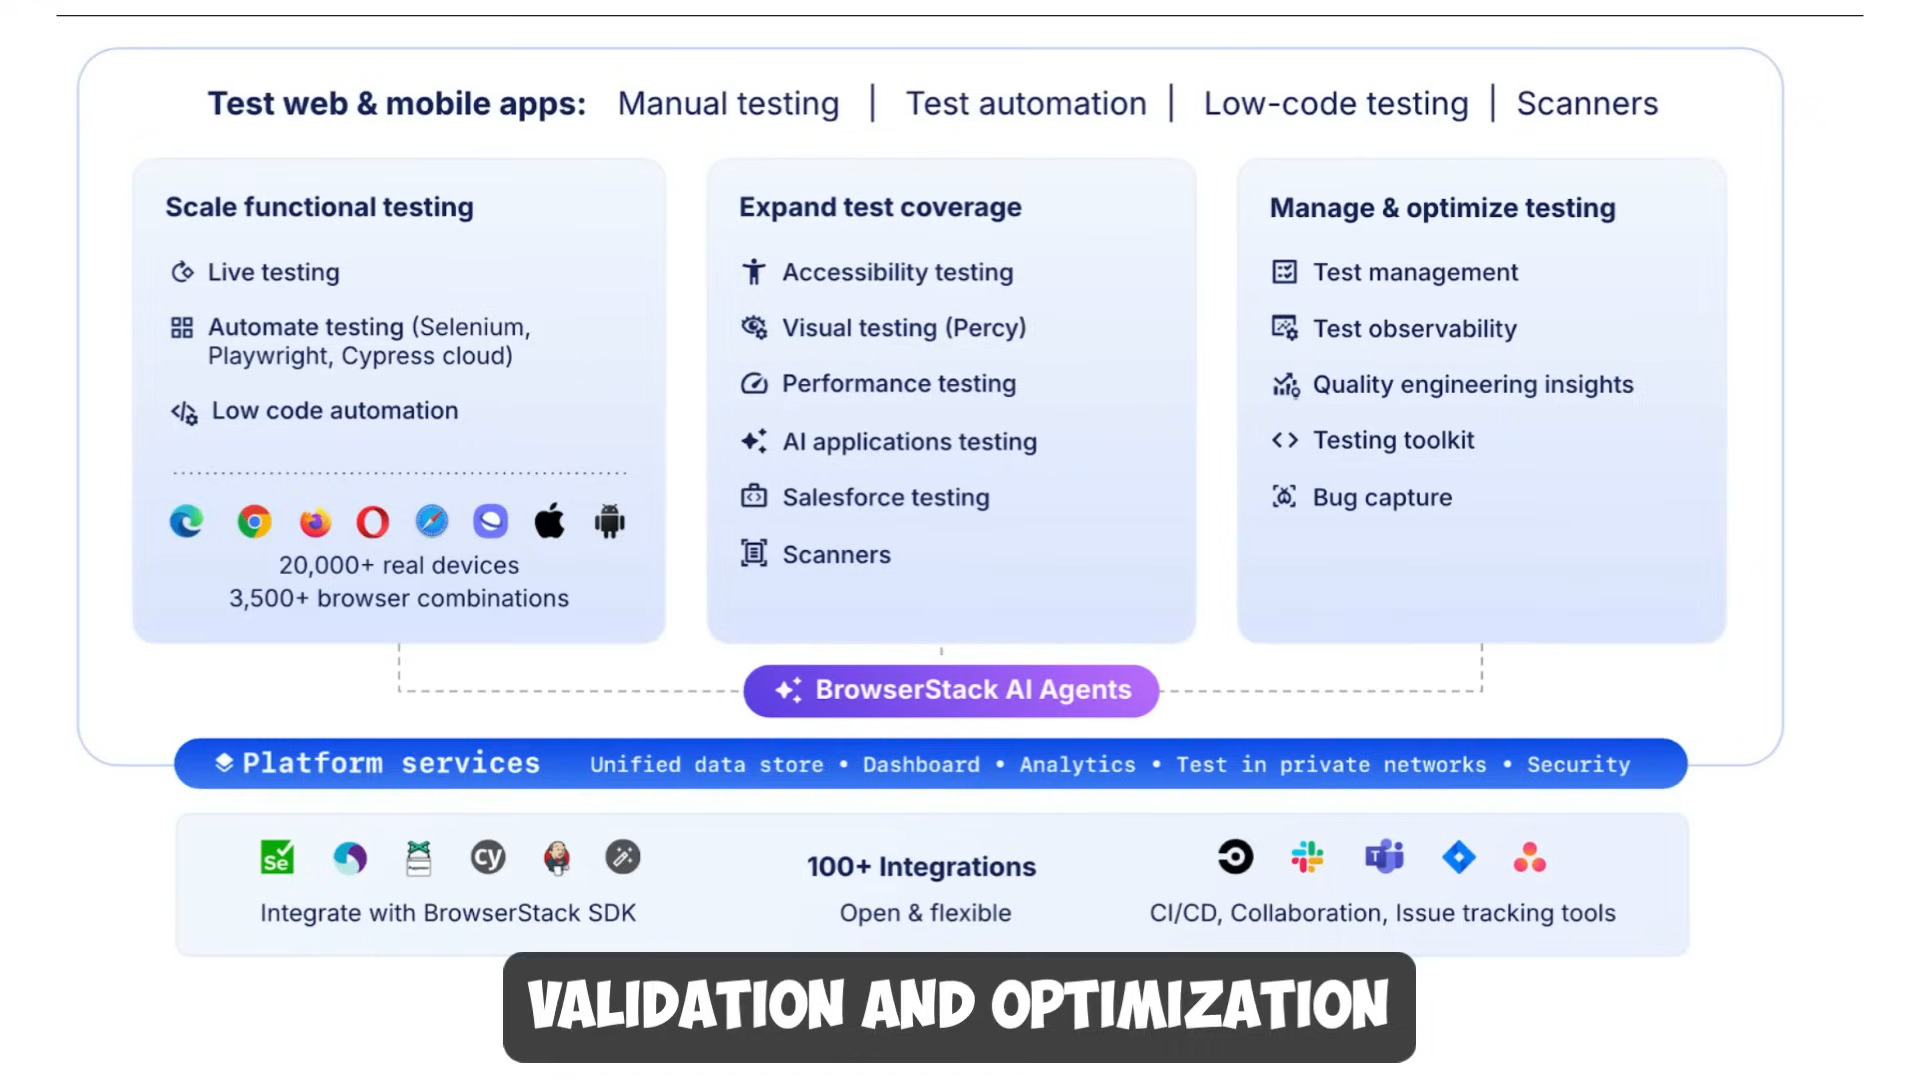 Test web & mobile apps: Manual testing | Test automation | Low-code testing | Scanners
Scale functional testing
Live testing
Automate testing (Selenium,
Playwright, Cypress cloud)
Low code automation
20,000+ real devices
3,500+ browser combinations
Expand test coverage
Accessibility testing
Visual testing (Percy)
Performance testing
AI applications testing
Salesforce testing
Scanners
Manage & optimize testing
Test management
Test observability
Quality engineering insights
Testing toolkit
Bug capture
BrowserStack AI Agents
Platform services Unified data store • Dashboard • Analytics • Test in private networks • Security
Se
cy
Integrate with BrowserStack SDK
100+ Integrations
Open & flexible
T
CI/CD, Collaboration, Issue tracking tools
VALIDATION AND OPTIMIZATION